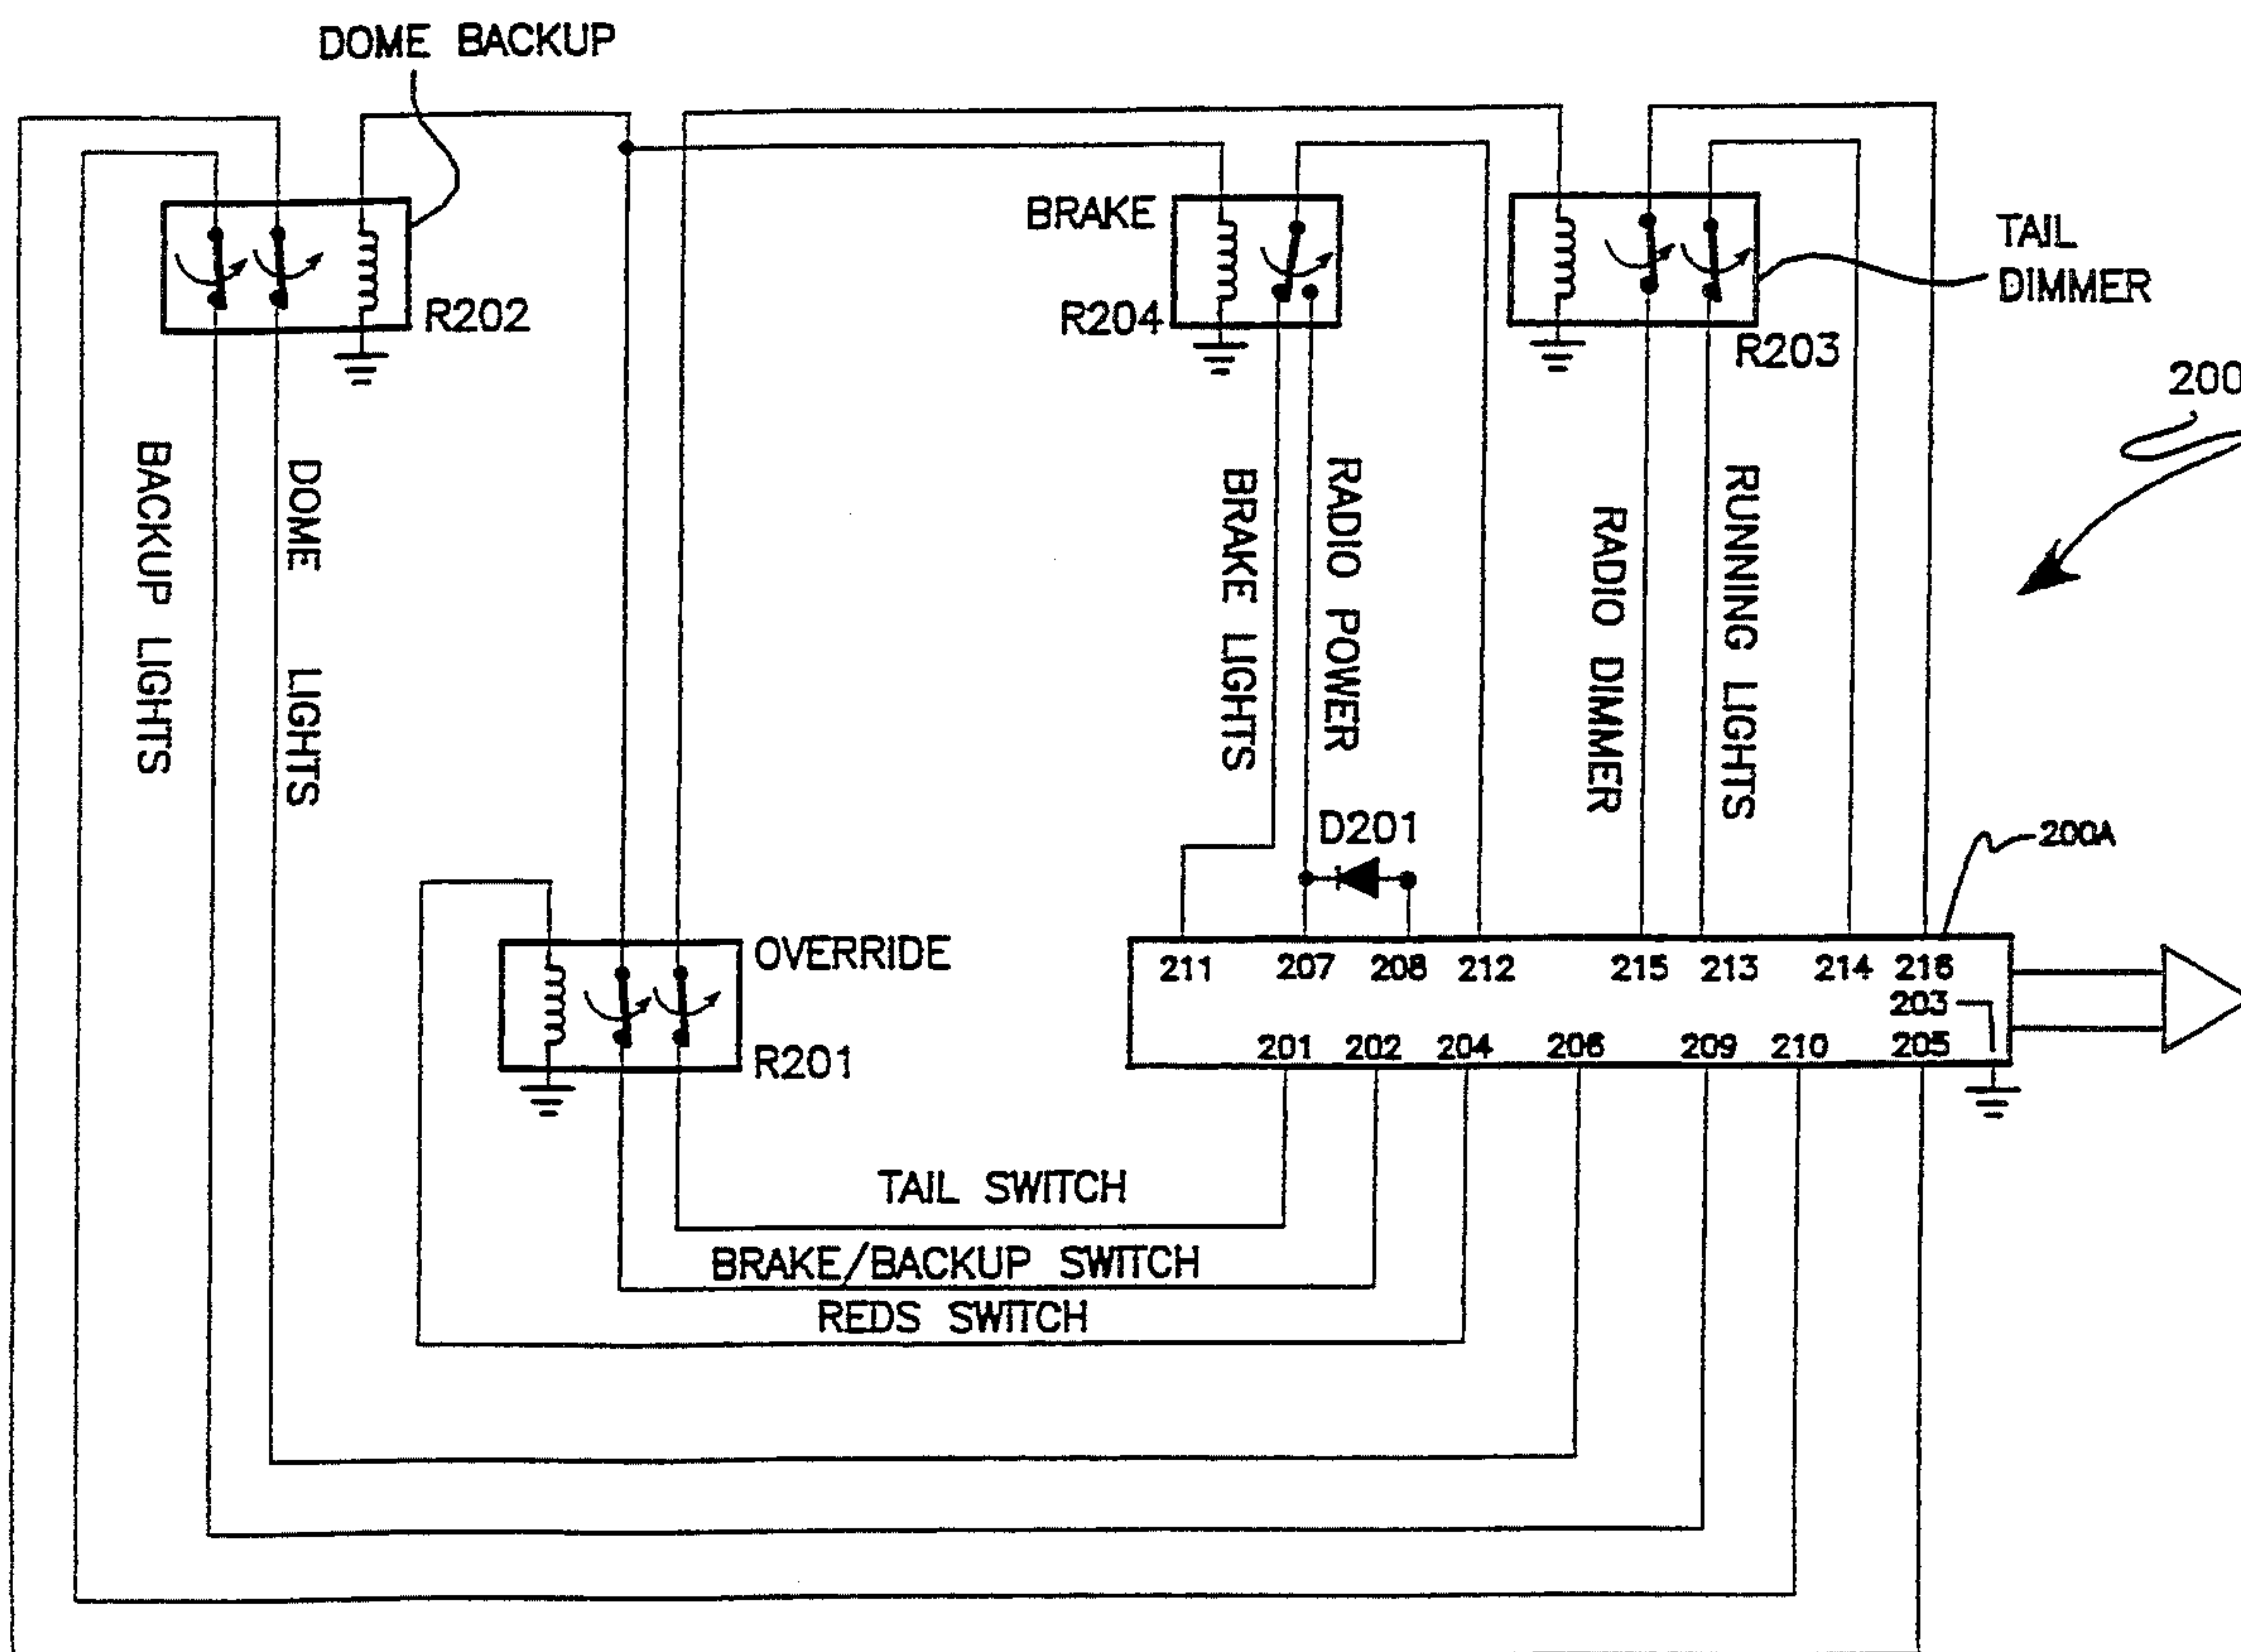 DOME BACKUP
BRAKE
R204
R202
TAIL
DIMMER
R203
200
BACKUP LIGHTS
DOME LIGHTS
BRAKE LIGHTS
RADIO POWER
RADIO DIMMER
RUNNING LIGHTS
D201
200A
OVERRIDE
R201
211 207 208 212 215 213 214 216
203
201 202 204 206 209 210 205
TAIL SWITCH
BRAKE/BACKUP SWITCH
REDS SWITCH